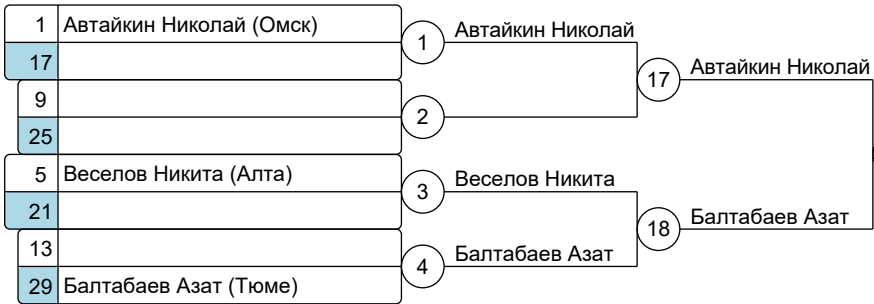 1 Автайкин Николай (Омск)
17
9
25
5 Веселов Никита (Алта)
21
13
29 Балтабаев Азат (Тюме)
1 Автайкин Николай
2
3 Веселов Никита
4 Балтабаев Азат
17 Автайкин Николай
18 Балтабаев Азат